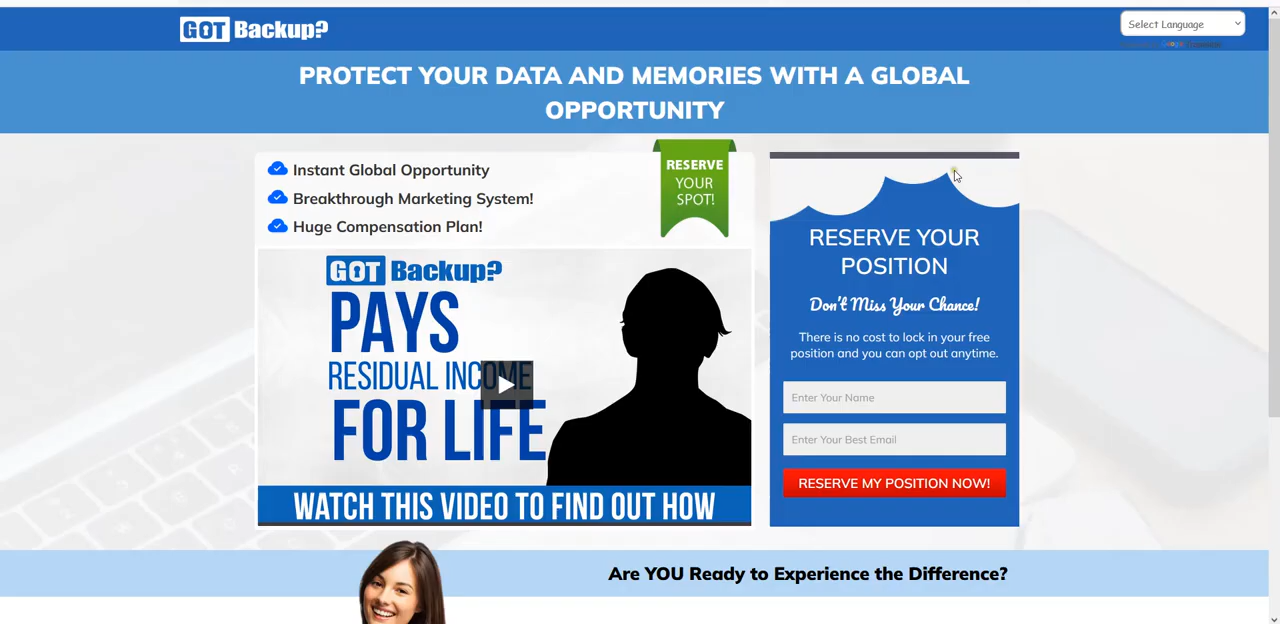 GOT Backup?
Select Language
PROTECT YOUR DATA AND MEMORIES WITH A GLOBAL
OPPORTUNITY
Instant Global Opportunity
Breakthrough Marketing System!
Huge Compensation Plan!
RESERVE
YOUR
SPOT!
GOT Backup?
PAYS
RESIDUAL INCOME
FOR LIFE
WATCH THIS VIDEO TO FIND OUT HOW
RESERVE YOUR
POSITION
Don't Miss Your Chance!
There is no cost to lock in your free
position and you can opt out anytime.
Enter Your Name
Enter Your Best Email
RESERVE MY POSITION NOW!
Are YOU Ready to Experience the Difference?